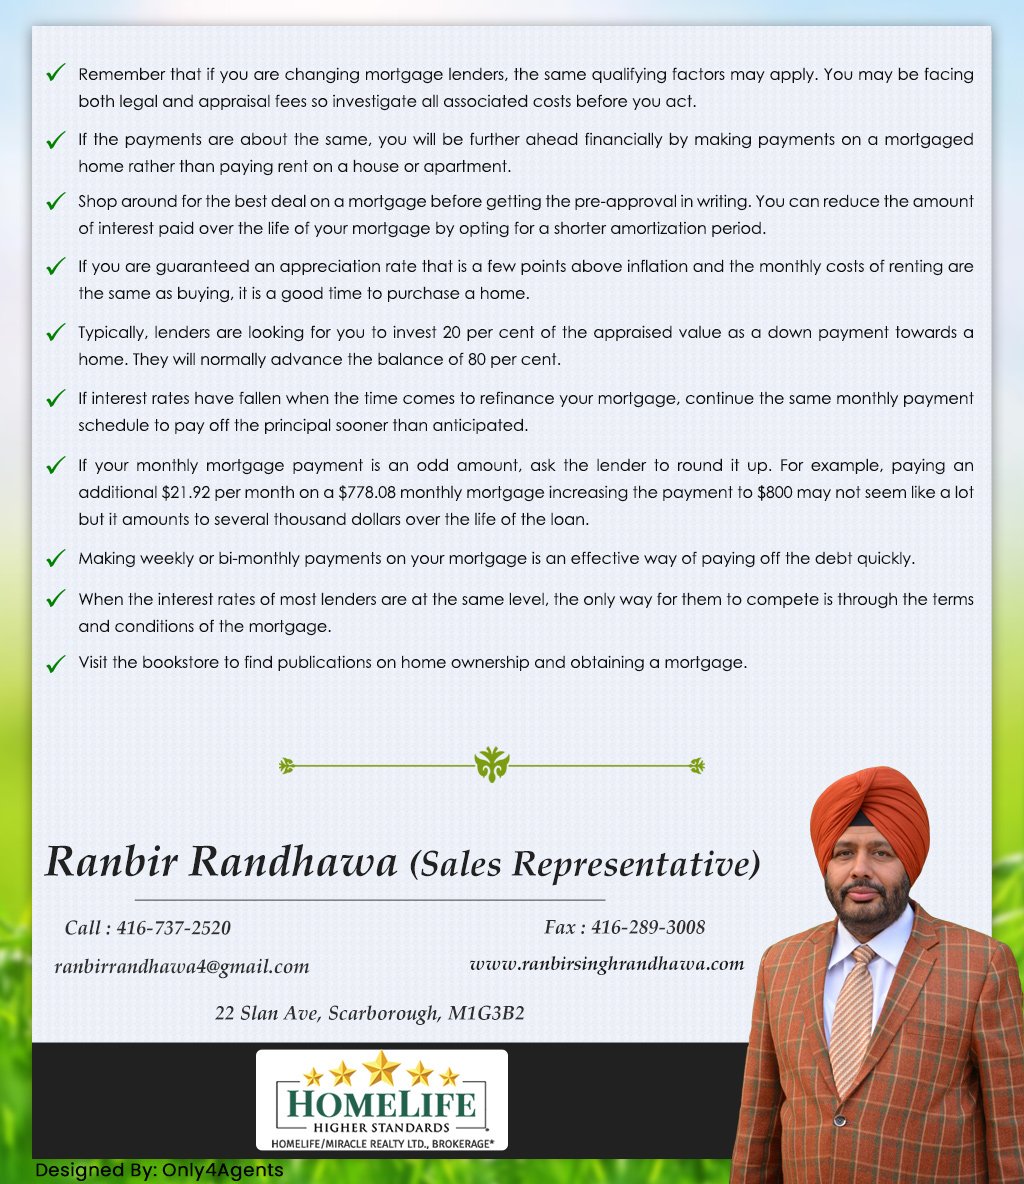 Remember that if you are changing mortgage lenders, the same qualifying factors may apply. You may be facing
both legal and appraisal fees so investigate all associated costs before you act.
If the payments are about the same, you will be further ahead financially by making payments on a mortgaged
home rather than paying rent on a house or apartment.
Shop around for the best deal on a mortgage before getting the pre-approval in writing. You can reduce the amount
of interest paid over the life of your mortgage by opting for a shorter amortization period.
If you are guaranteed an appreciation rate that is a few points above inflation and the monthly costs of renting are
the same as buying, it is a good time to purchase a home.
Typically, lenders are looking for you to invest 20 per cent of the appraised value as a down payment towards a
home. They will normally advance the balance of 80 per cent.
If interest rates have fallen when the time comes to refinance your mortgage, continue the same monthly payment
schedule to pay off the principal sooner than anticipated.
If your monthly mortgage payment is an odd amount, ask the lender to round it up. For example, paying an
additional $21.92 per month on a $778.08 monthly mortgage increasing the payment to $800 may not seem like a lot
but it amounts to several thousand dollars over the life of the loan.
Making weekly or bi-monthly payments on your mortgage is an effective way of paying off the debt quickly.
When the interest rates of most lenders are at the same level, the only way for them to compete is through the terms
and conditions of the mortgage.
Visit the bookstore to find publications on home ownership and obtaining a mortgage.
Ranbir Randhawa (Sales Representative)
Call : 416-737-2520
Fax : 416-289-3008
ranbirrandhawa4@gmail.com
www.ranbirsinghrandhawa.com
22 Slan Ave, Scarborough, M1G3B2
HOMELIFE
HIGHER STANDARDS
HOMELIFE/MIRACLE REALTY LTD., BROKERAGE*
Designed By: Only4Agents